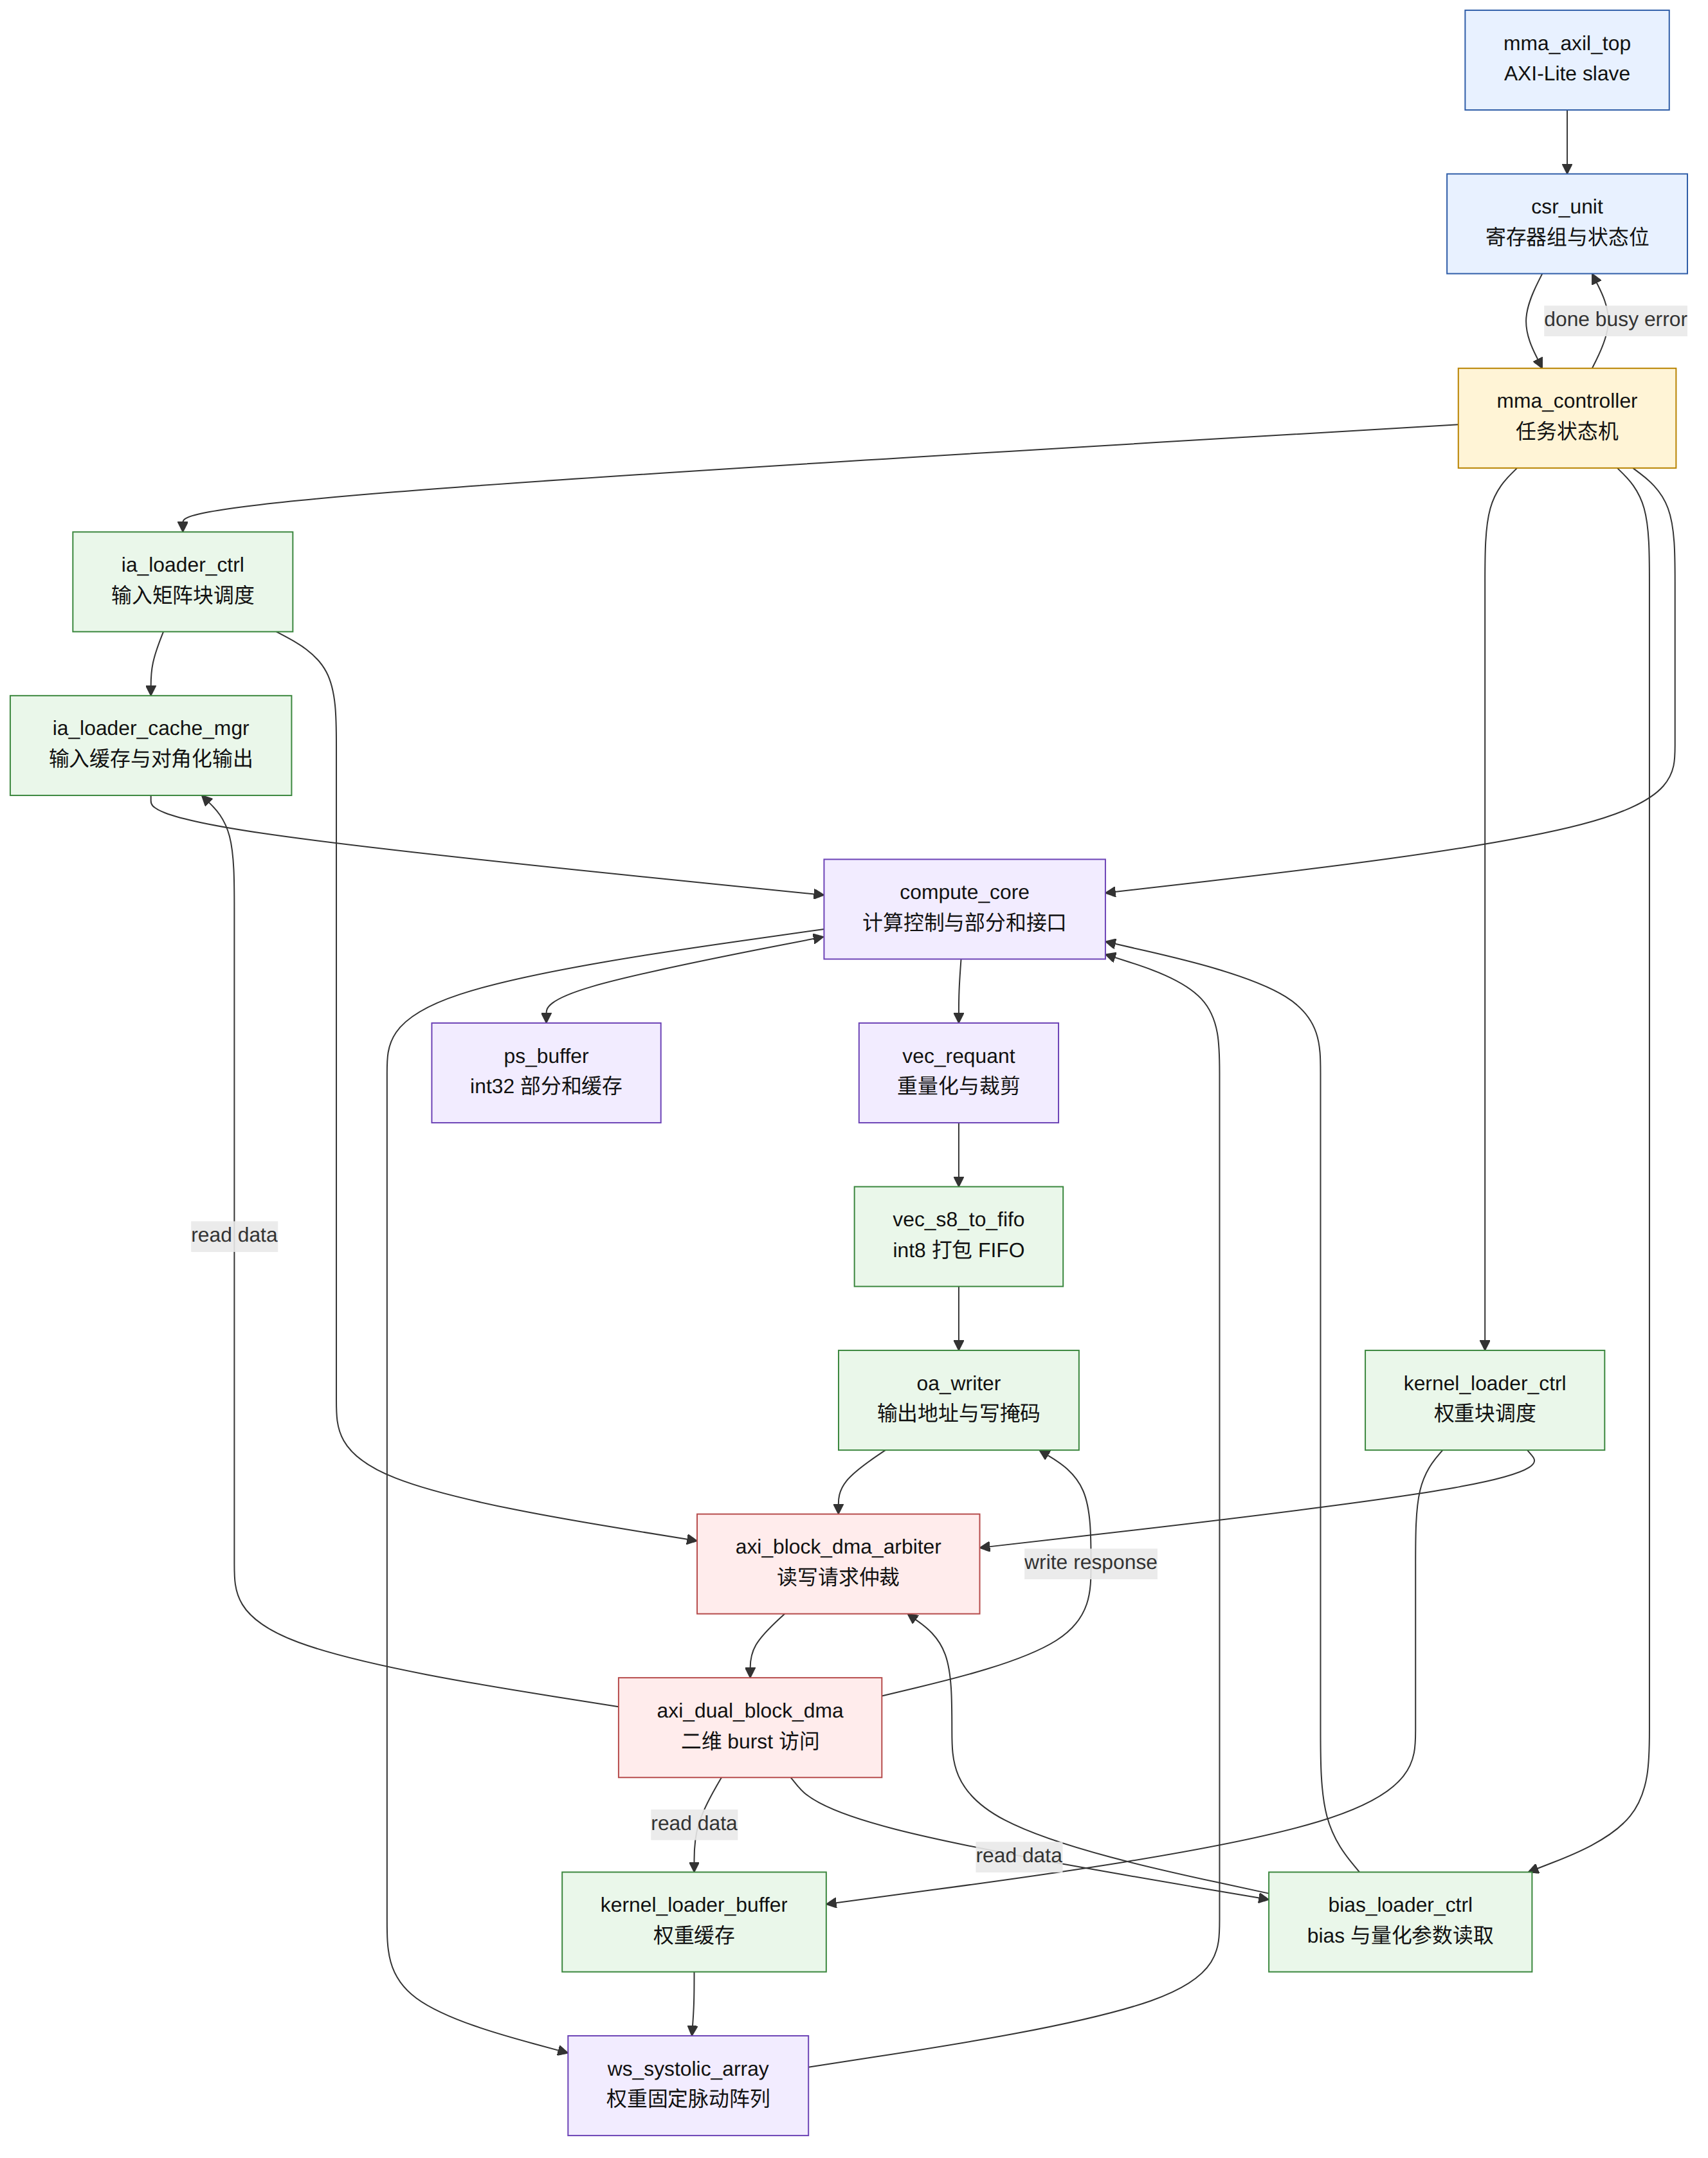 mma_axil_top
AXI-Lite slave
csr_unit
寄存器组与状态位
done busy error
mma_controller
任务状态机
ia_loader_ctrl
输入矩阵块调度
ia_loader_cache_mgr
输入缓存与对角化输出
compute_core
计算控制与部分和接口
ps_buffer
int32 部分和缓存
vec_requant
重量化与裁剪
read data
vec_s8_to_fifo
int8 打包 FIFO
oa_writer
输出地址与写掩码
kernel_loader_ctrl
权重块调度
axi_block_dma_arbiter
读写请求仲裁
write response
axi_dual_block_dma
二维 burst 访问
read data
read data
kernel_loader_buffer
权重缓存
bias_loader_ctrl
bias 与量化参数读取
ws_systolic_array
权重固定脉动阵列